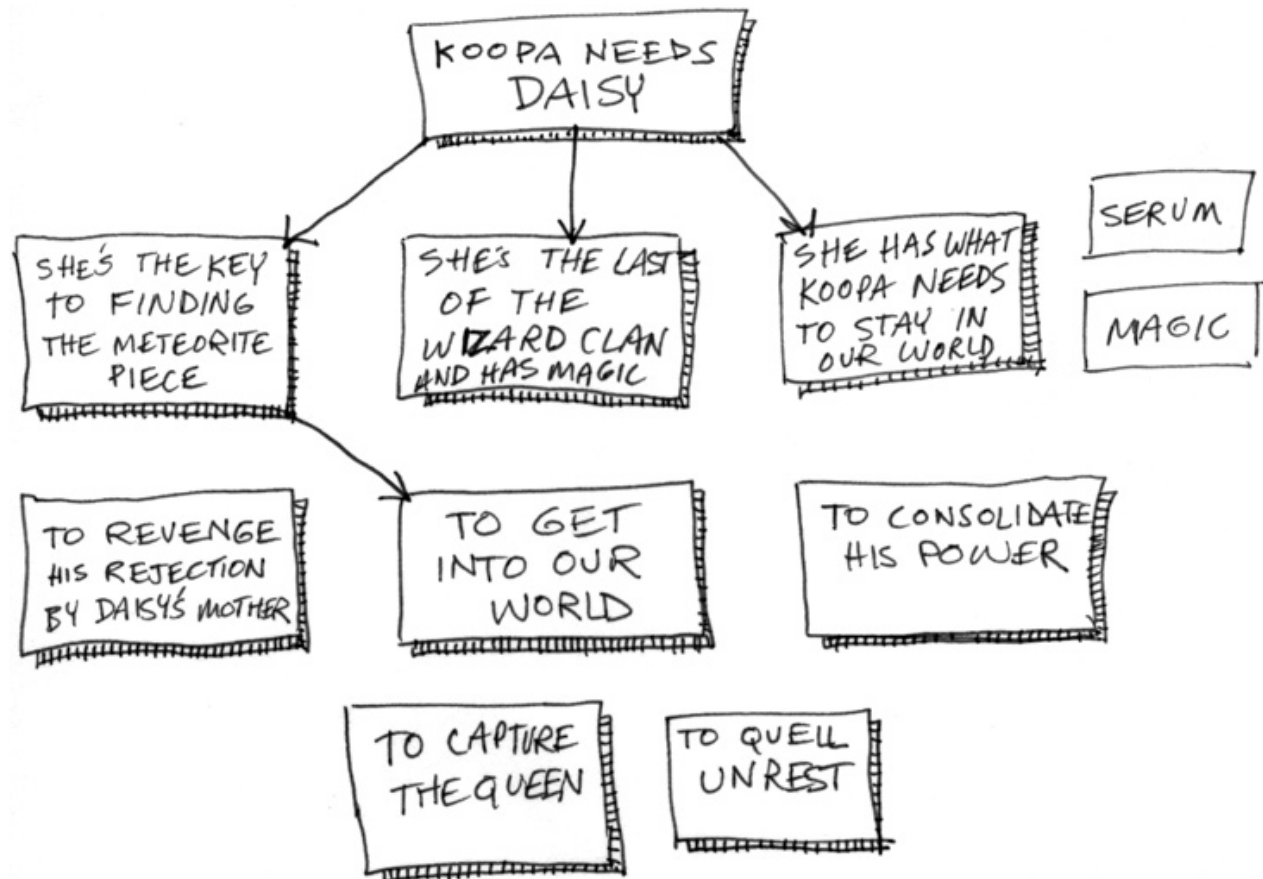 KOOPA NEEDS
DAISY
SHE'S THE KEY
TO FINDING
THE METEORITE
PIECE
SHE'S THE LAST
OF THE
WIZARD CLAN
AND HAS MAGIC
SHE HAS WHAT
KOOPA NEEDS
TO STAY IN
OUR WORLD
SERUM
MAGIC
TO REVENGE
HIS REJECTION
BY DAISY'S MOTHER
TO GET
INTO OUR
WORLD
TO CONSOLIDATE
HIS POWER
TO CAPTURE
THE QUEEN
TO QUELL
UNREST